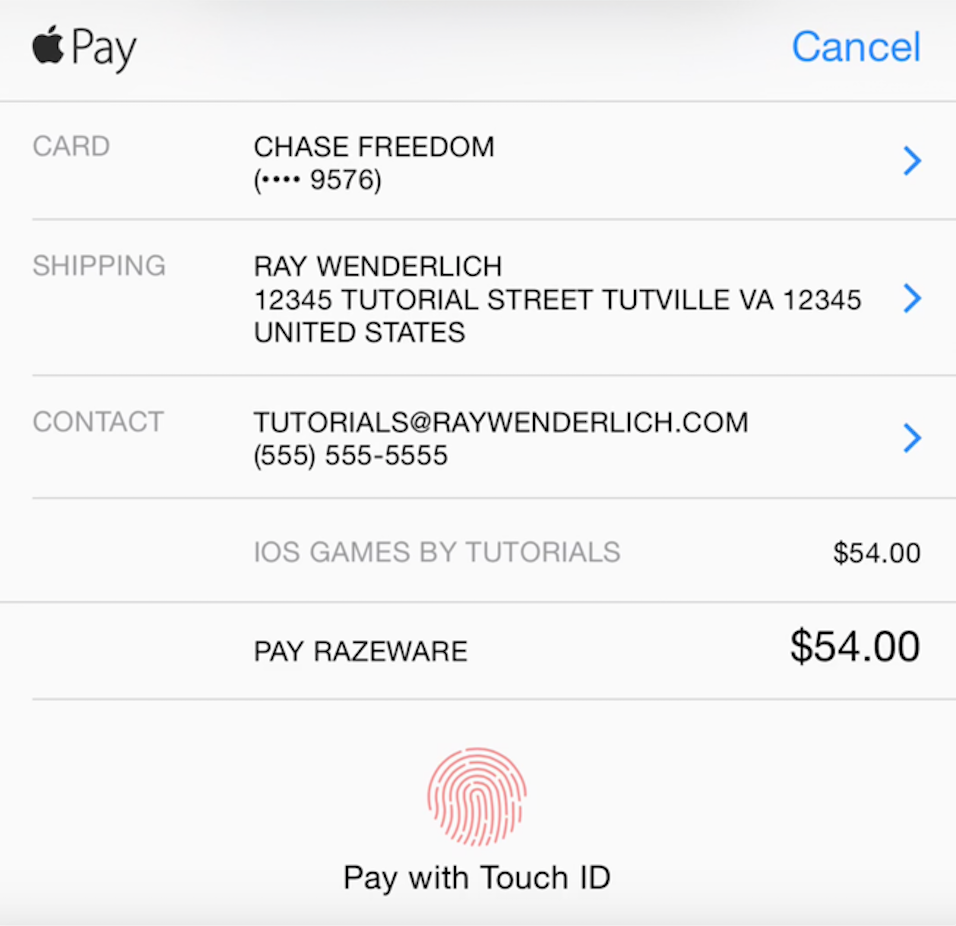 Pay
Cancel
CARD
CHASE FREEDOM
(•••• 9576)
SHIPPING
RAY WENDERLICH
12345 TUTORIAL STREET TUTVILLE VA 12345
UNITED STATES
CONTACT
TUTORIALS@RAYWENDERLICH.COM
(555) 555-5555
IOS GAMES BY TUTORIALS
$54.00
PAY RAZEWARE
$54.00
Pay with Touch ID